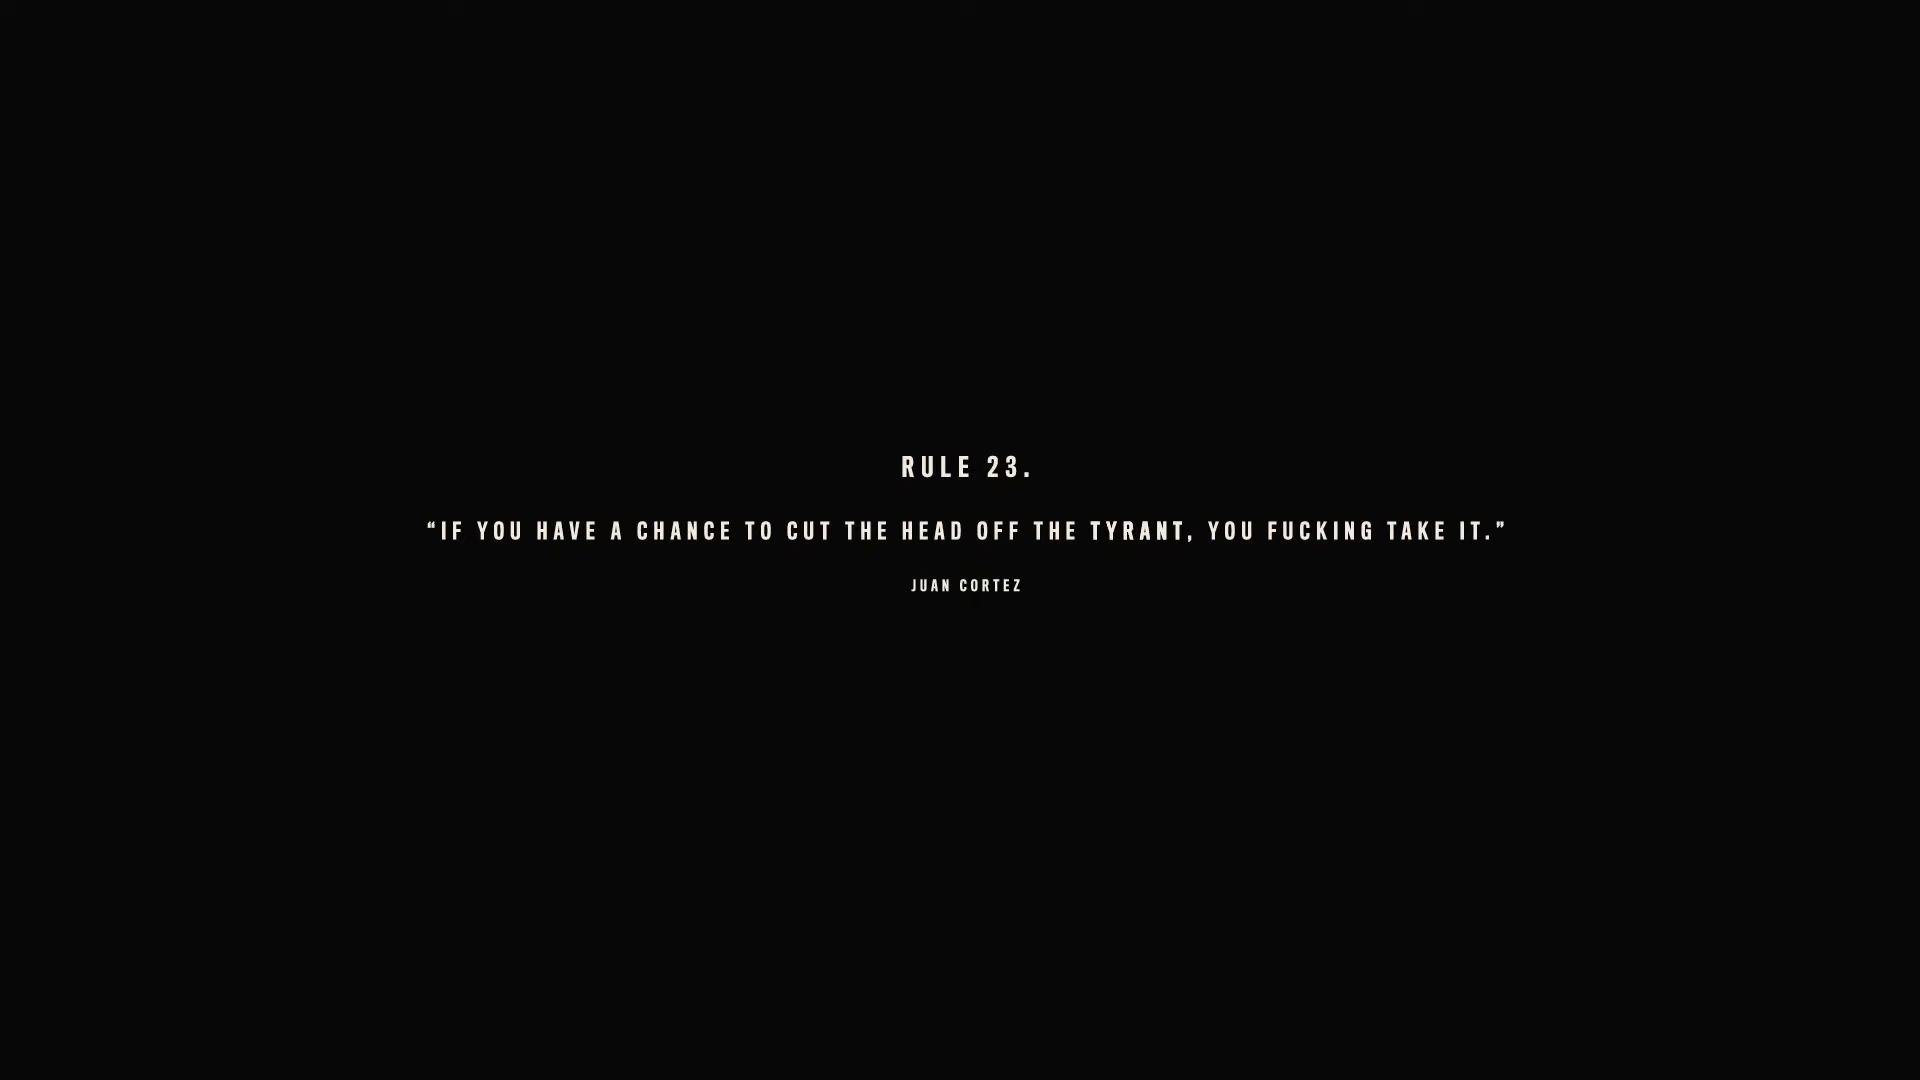 RULE 23.
“IF YOU HAVE A CHANCE TO CUT THE HEAD OFF THE TYRANT, YOU FUCKING TAKE IT.”
JUAN CORTEZ